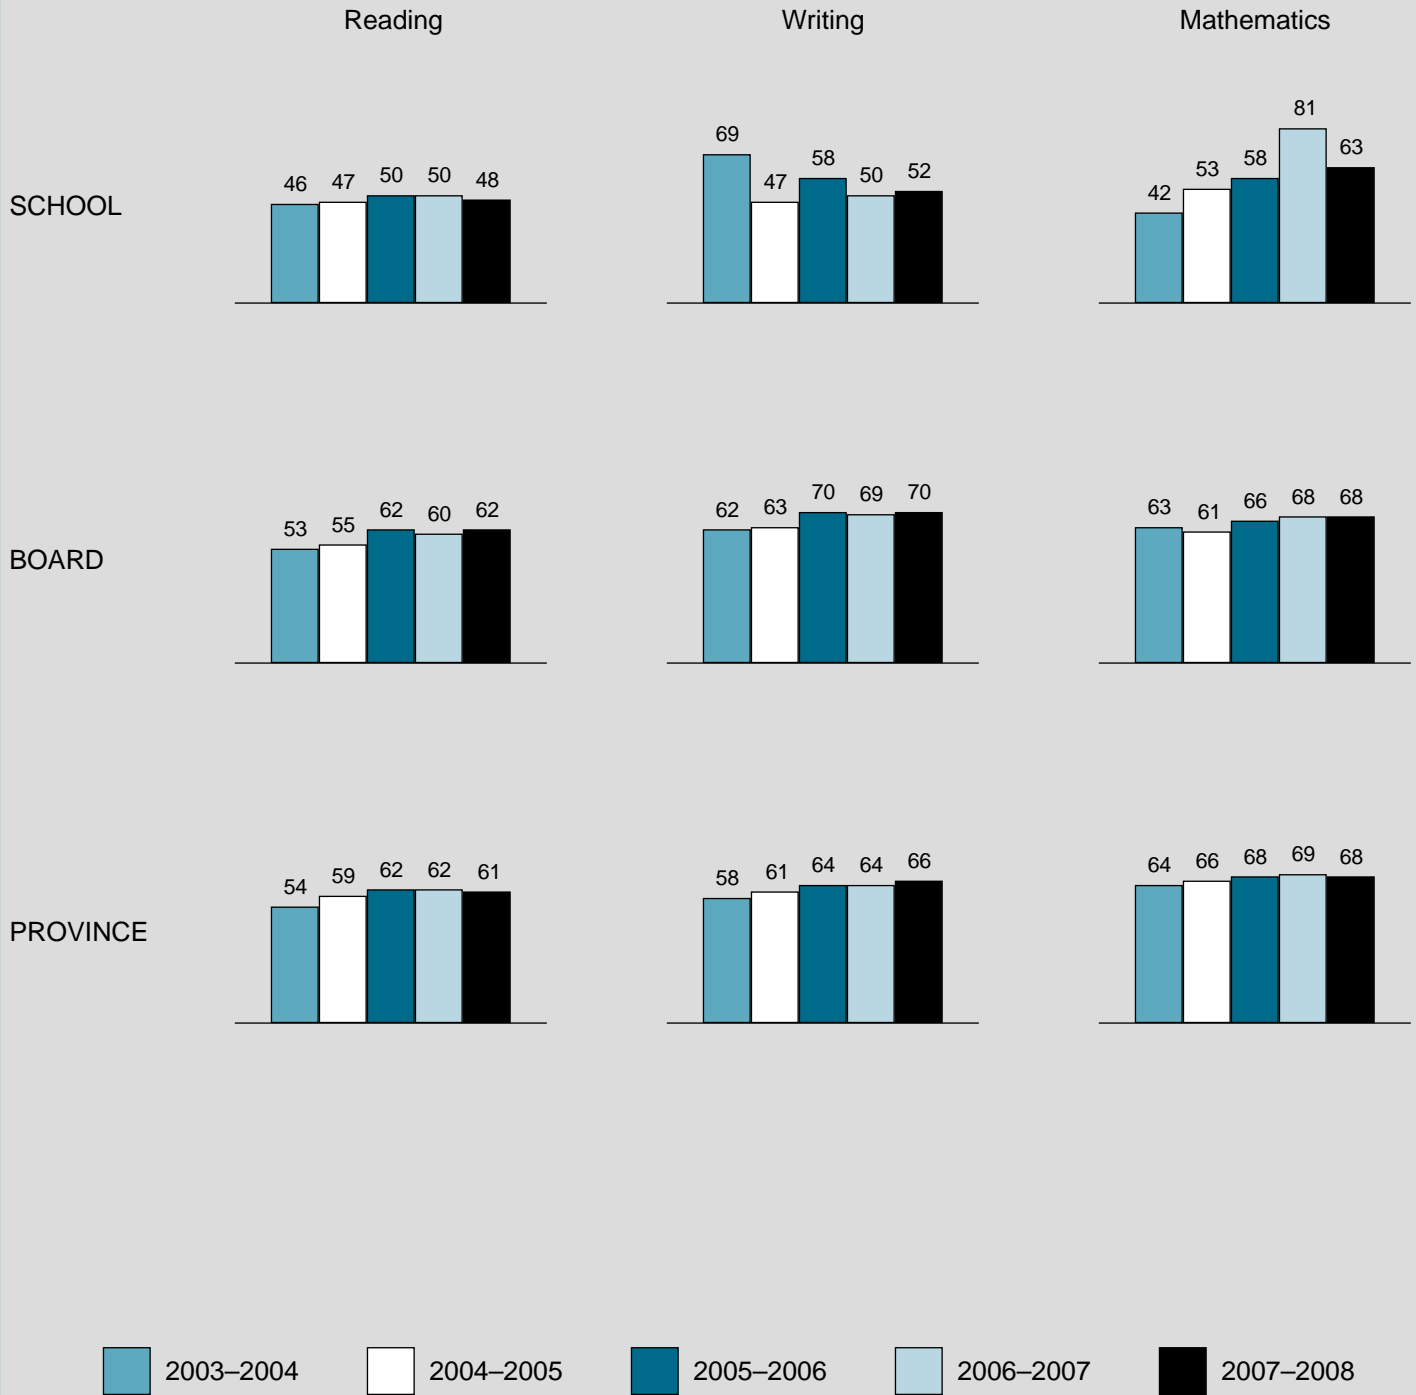 Reading Writing Mathematics
SCHOOL
46 47 50 50 48
69 47 58 50 52
42 53 58 81 63
BOARD
53 55 62 60 62
62 63 70 69 70
63 61 66 68 68
PROVINCE
54 59 62 62 61
58 61 64 64 66
64 66 68 69 68
2003–2004 2004–2005 2005–2006 2006–2007 2007–2008